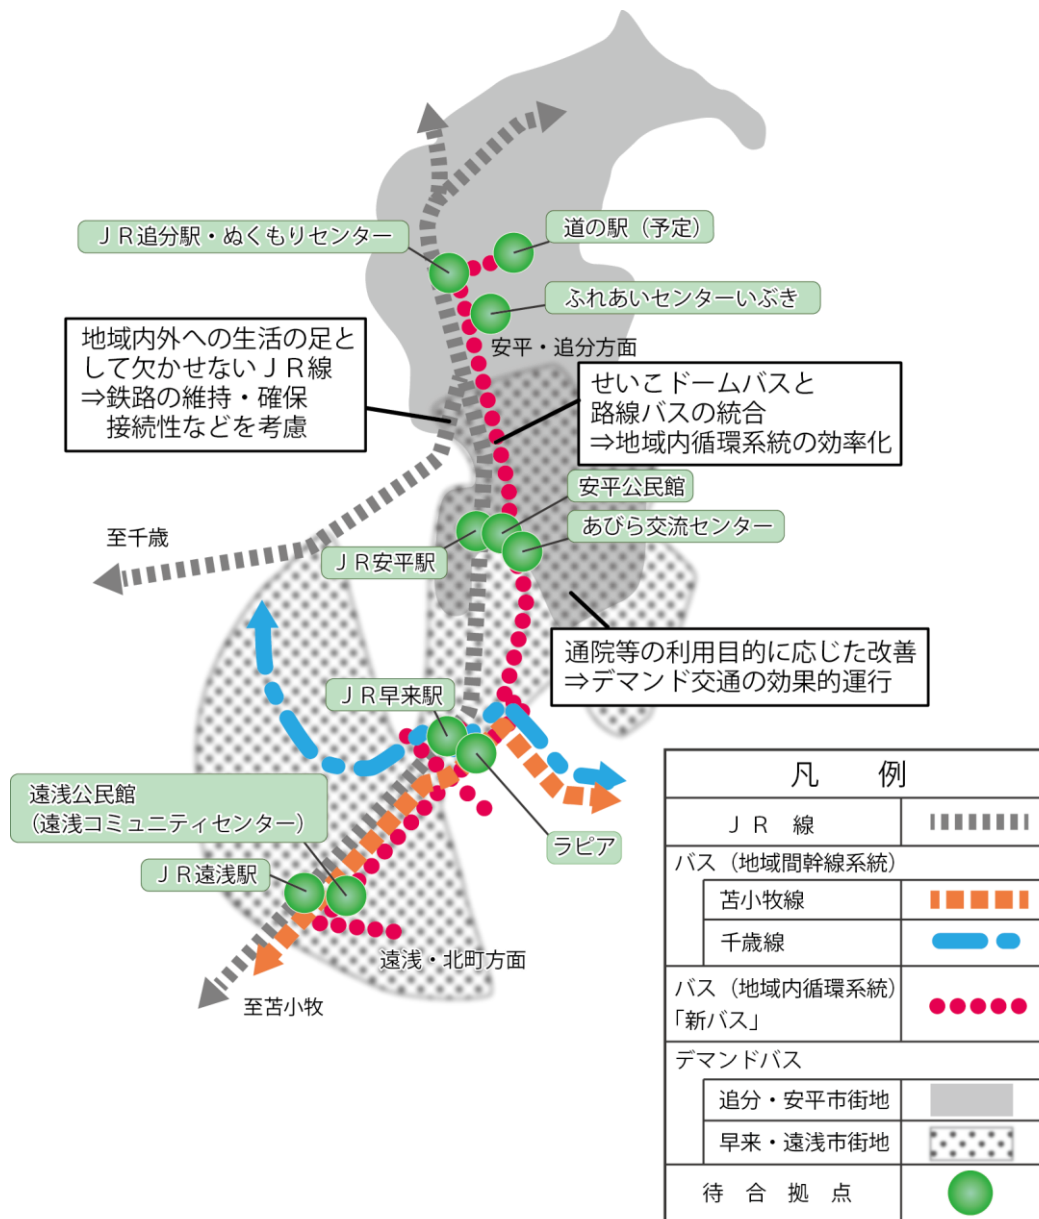 JR追分駅・ぬくもりセンター
道の駅（予定）
ふれあいセンターいぶき
安平・追分方面
地域内外への生活の足と
して欠かせないJR線
⇒鉄路の維持・確保
接続性などを考慮
せいこドームバスと
路線バスの統合
⇒地域内循環系統の効率化
安平公民館
あびら交流センター
至千歳
JR安平駅
通院等の利用目的に応じた改善
⇒デマンド交通の効果的運行
JR早来駅
遠浅公民館
（遠浅コミュニティセンター）
ラピア
JR遠浅駅
遠浅・北町方面
至苫小牧
凡例
JR線
バス（地域間幹線系統）
苫小牧線
千歳線
バス（地域内循環系統）
「新バス」
デマンドバス
追分・安平市街地
早来・遠浅市街地
待合拠点